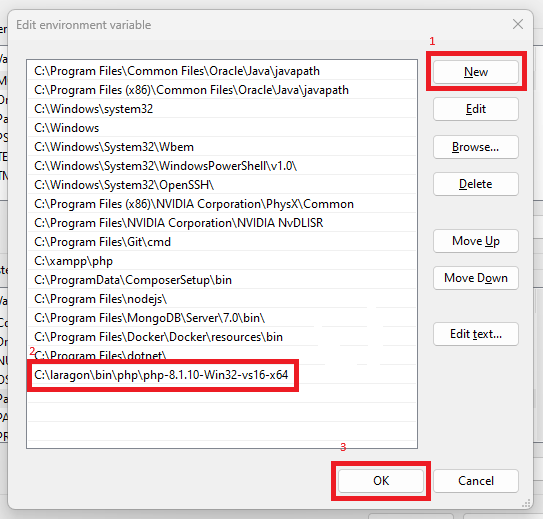 Edit environment variable
1
New
C:\Program Files\Common Files\Oracle\Java\javapath
C:\Program Files (x86)\Common Files\Oracle\Java\javapath
Edit
C:\Windows\system32
C:\Windows
C:\Windows\System32\Wbem
Browse...
C:\Windows\System32\WindowsPowerShell\v1.0\
C:\Windows\System32\OpenSSH\
Delete
C:\Program Files (x86)\NVIDIA Corporation\PhysX\Common
C:\Program Files\NVIDIA Corporation\NVIDIA NvDLISR
C:\Program Files\Git\cmd
Move Up
C:\xampp\php
C:\ProgramData\ComposerSetup\bin
Move Down
C:\Program Files\nodejs\
C:\Program Files\MongoDB\Server\7.0\bin\
C:\Program Files\Docker\Docker\resources\bin
Edit text...
C:\Program Files\dotnet\
2
C:\laragon\bin\php\php-8.1.10-Win32-vs16-x64
3
OK
Cancel